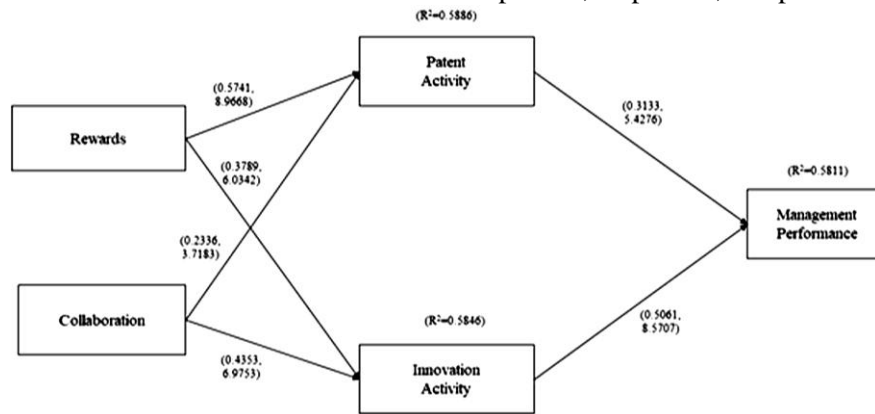 (R²=0.5886)
Patent
Activity
(0.5741,
8.9668)
(0.3133,
5.4276)
Rewards
(0.3789,
6.0342)
(R²=0.5811)
Management
Performance
(0.2336,
3.7183)
Collaboration
(R²=0.5846)
(0.5061,
8.5707)
(0.4353,
6.9753)
Innovation
Activity